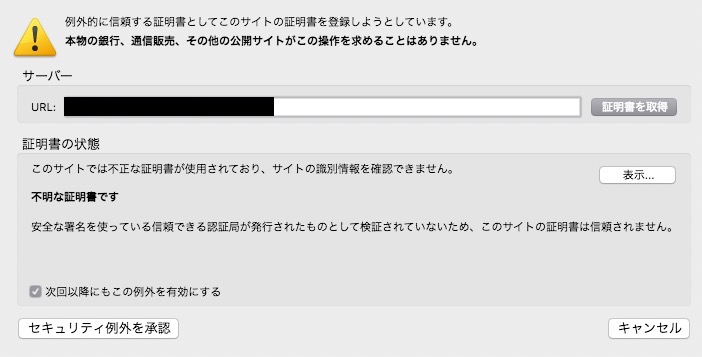 例外的に信頼する証明書としてこのサイトの証明書を登録しようとしています。
本物の銀行、通信販売、その他の公開サイトがこの操作を求めることはありません。
サーバー
URL:
証明書を取得
証明書の状態
このサイトでは不正な証明書が使用されており、サイトの識別情報を確認できません。
表示...
不明な証明書です
安全な署名を使っている信頼できる認証局が発行されたものとして検証されていないため、このサイトの証明書は信頼されません。
次回以降にもこの例外を有効にする
セキュリティ例外を承認
キャンセル